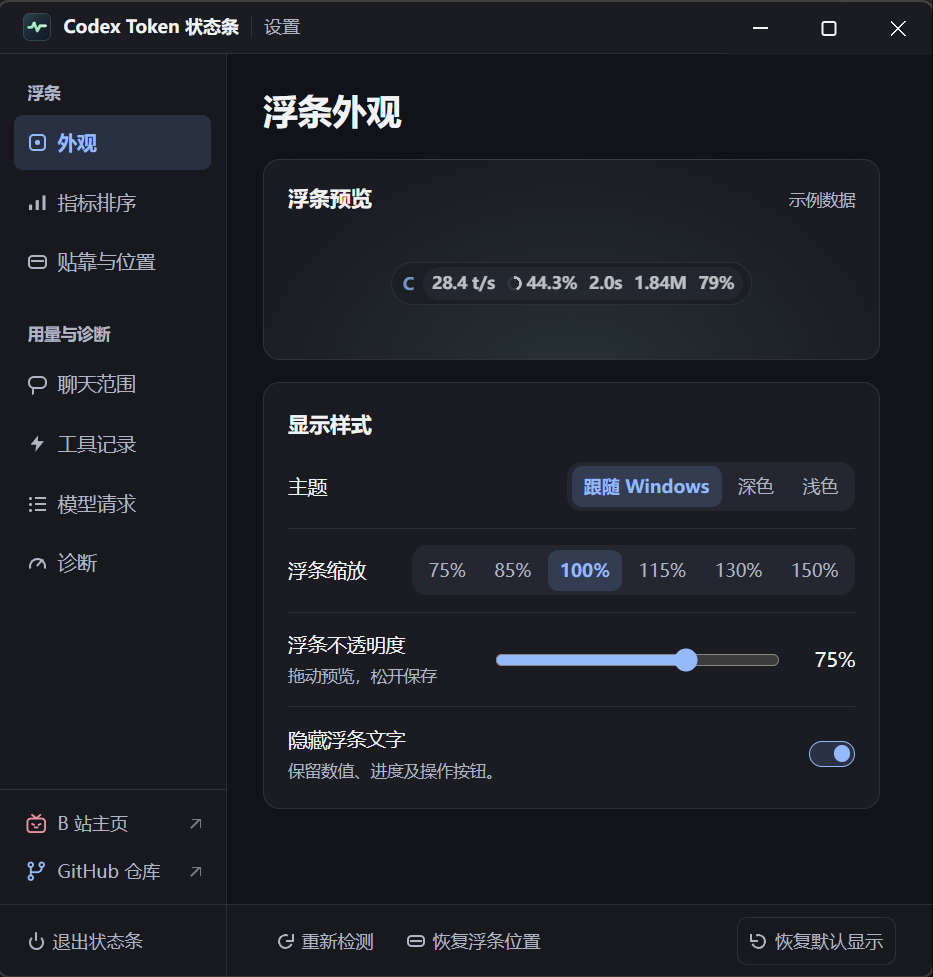 Codex Token 状态条 设置
浮条
外观
指标排序
贴靠与位置
用量与诊断
聊天范围
工具记录
模型请求
诊断
B 站主页
GitHub 仓库
退出状态条
浮条外观
浮条预览 示例数据
C 28.4 t/s 44.3% 2.0s 1.84M 79%
显示样式
主题 跟随 Windows 深色 浅色
浮条缩放 75% 85% 100% 115% 130% 150%
浮条不透明度 75%
拖动预览，松开保存
隐藏浮条文字
保留数值、进度及操作按钮。
重新检测 恢复浮条位置 恢复默认显示